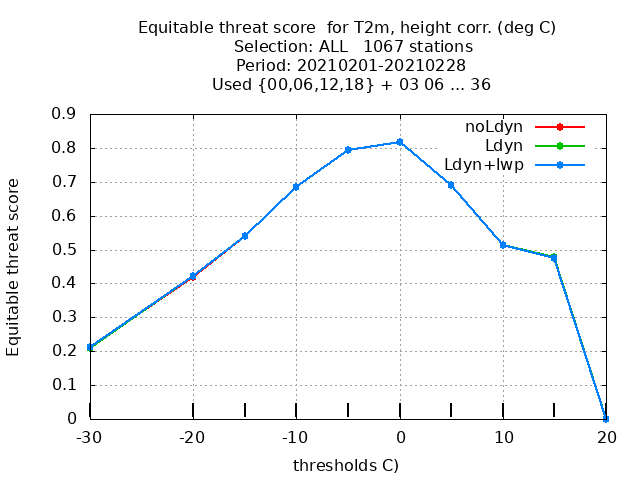 Equitable threat score  for T2m, height corr. (deg C)
Selection: ALL   1067 stations
Period: 20210201-20210228
Used {00,06,12,18} + 03 06 ... 36
noLdyn
Ldyn
Ldyn+lwp
Equitable threat score
0.9
0.8
0.7
0.6
0.5
0.4
0.3
0.2
0.1
0
-30 -20 -10 0 10 20
thresholds C)